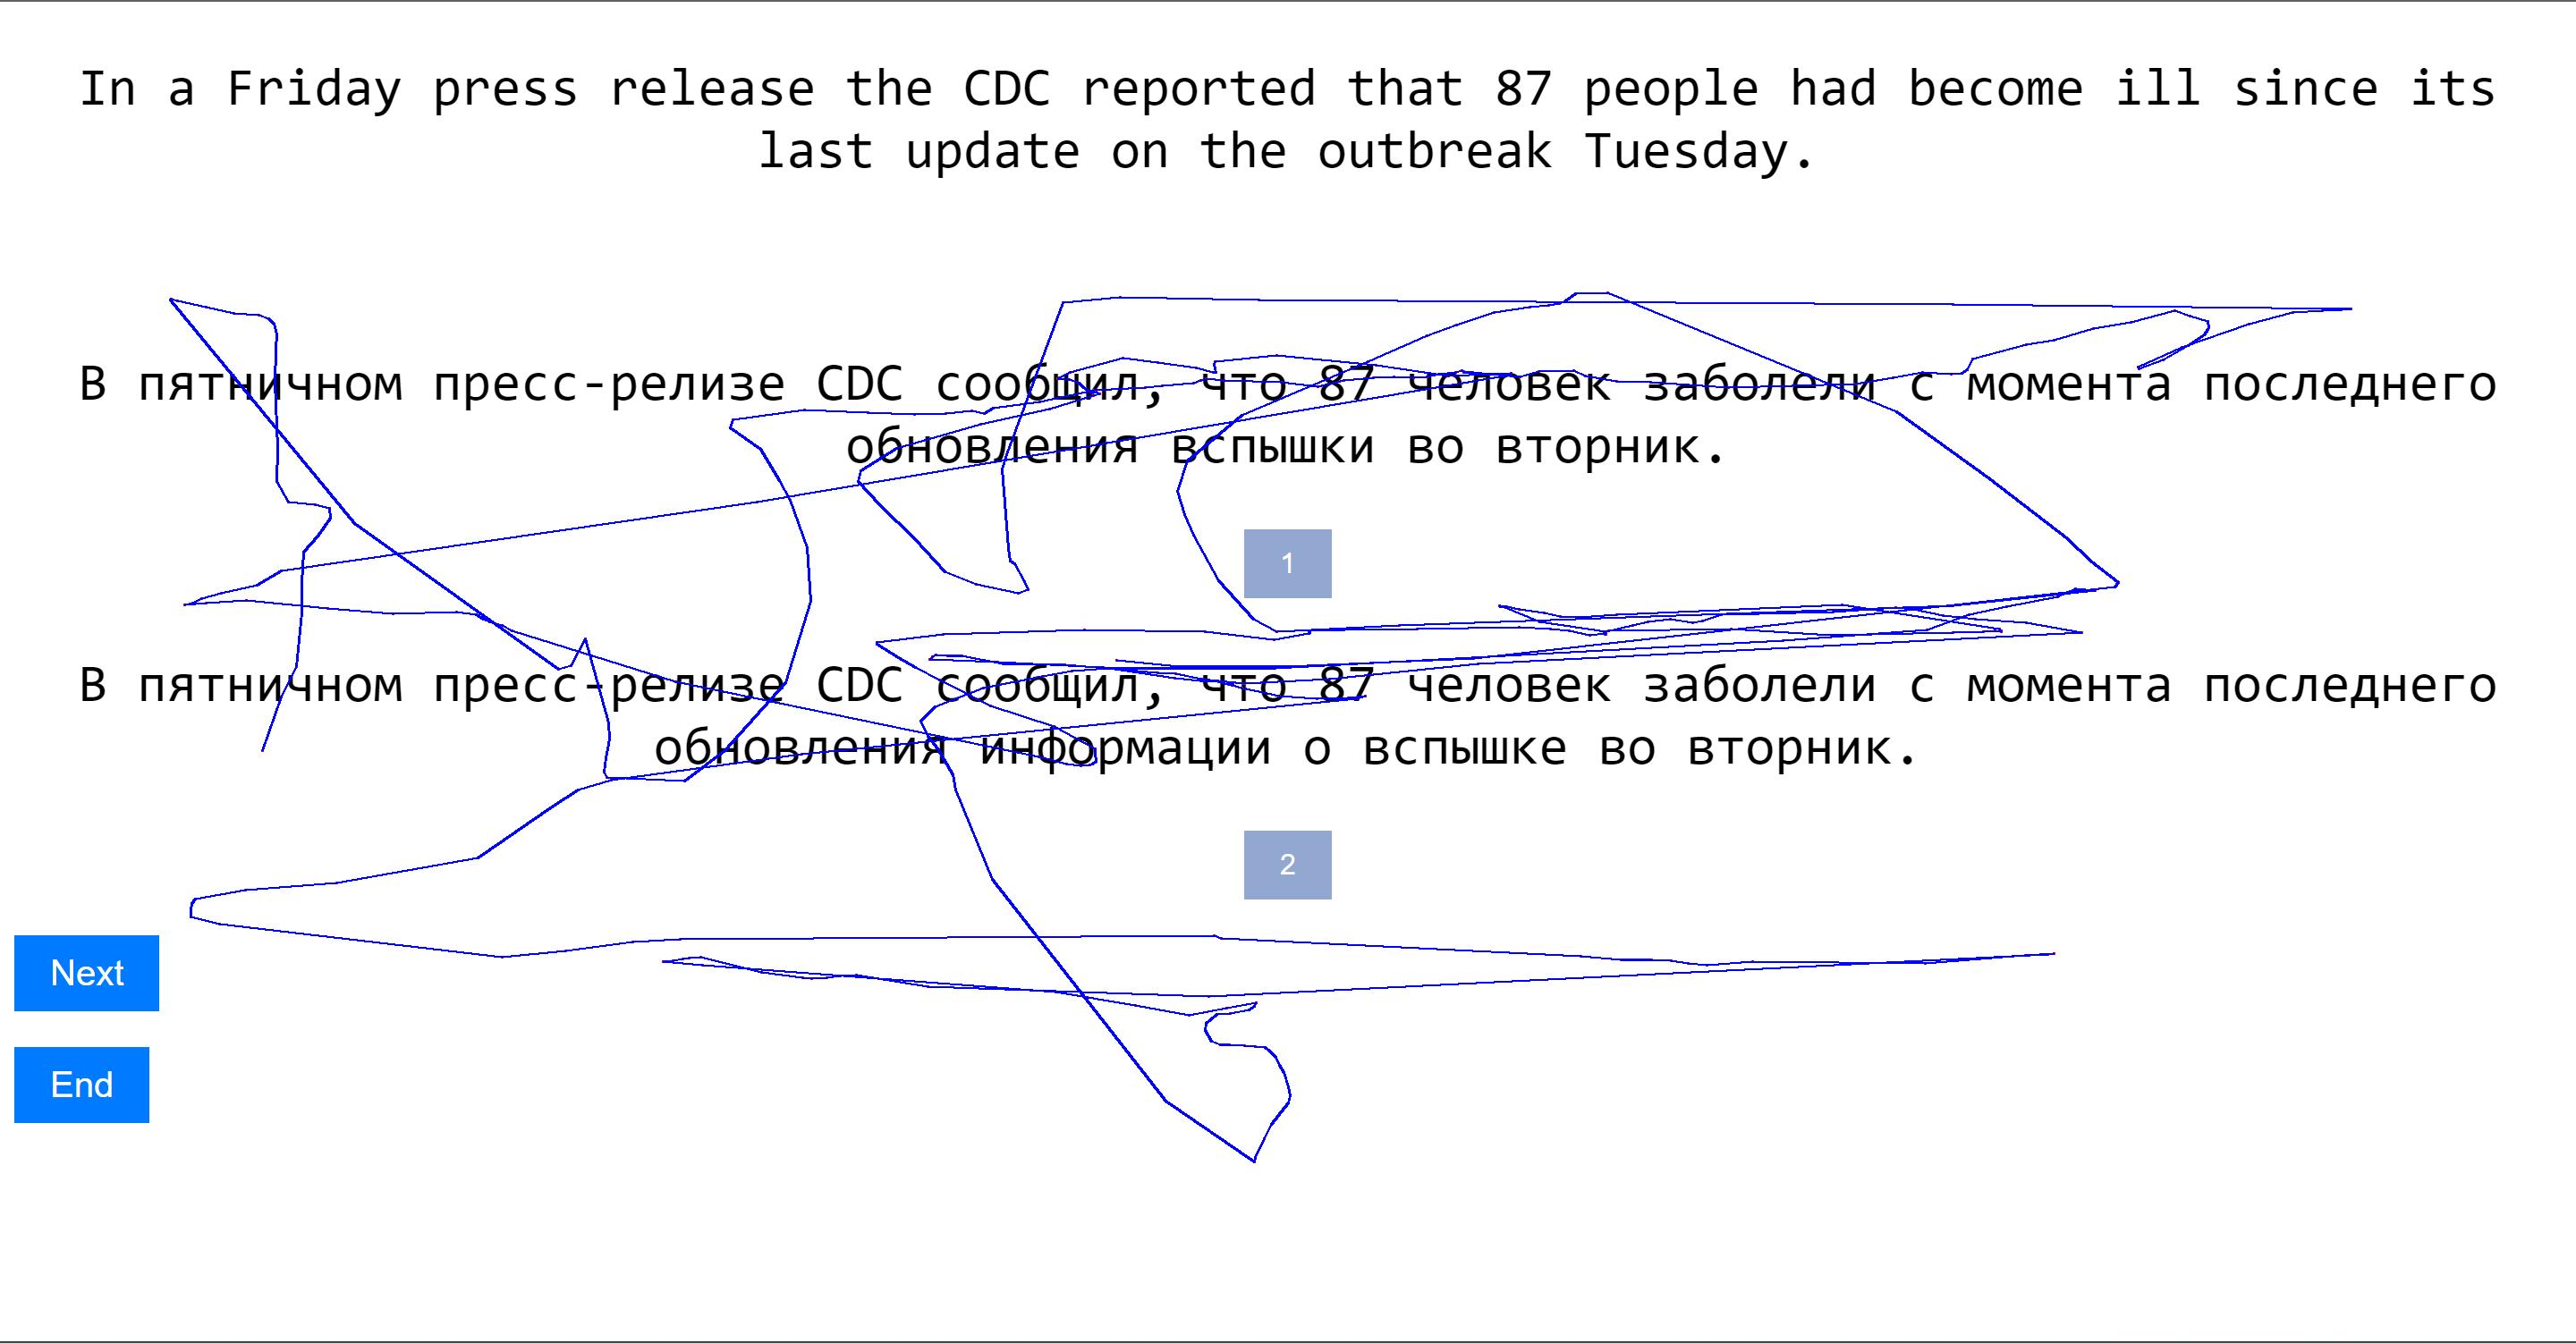 In a Friday press release the CDC reported that 87 people had become ill since its
last update on the outbreak Tuesday.
В пятничном пресс-релизе CDC сообщил, что 87 человек заболели с момента последнего
обновления вспышки во вторник.
1
В пятничном пресс-релизе CDC сообщил, что 87 человек заболели с момента последнего
обновления информации о вспышке во вторник.
2
Next
End